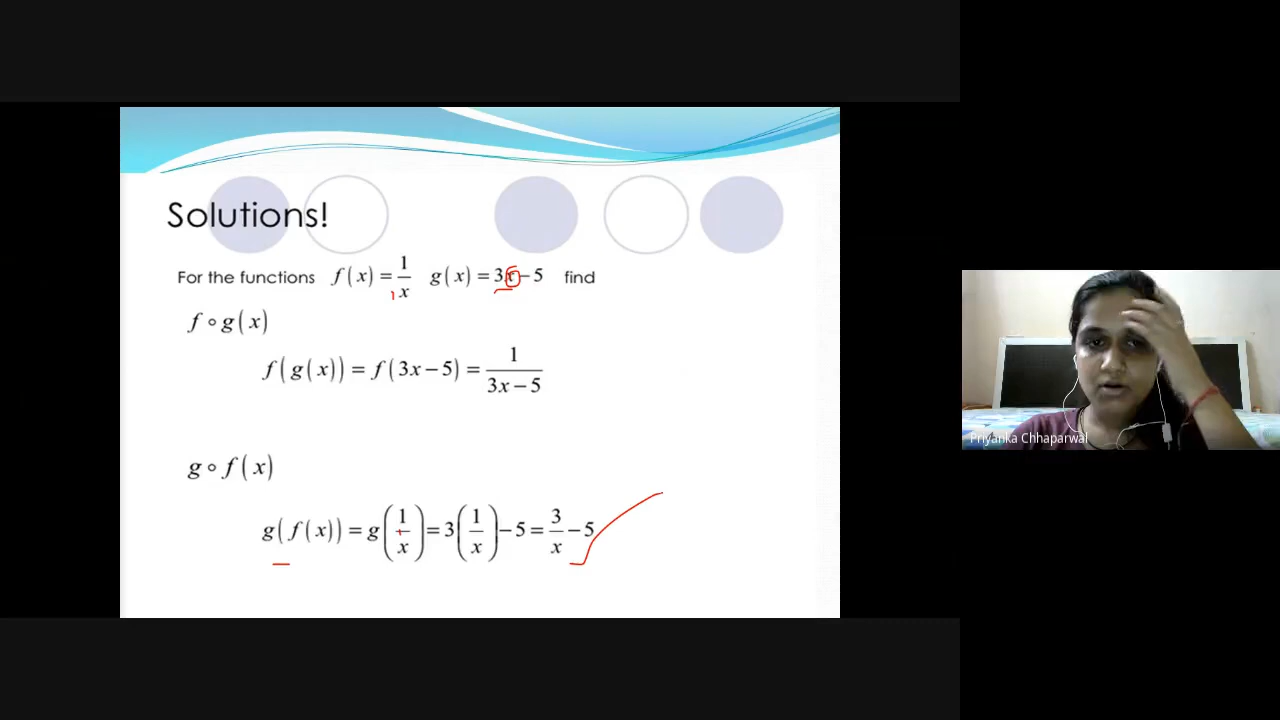 Solutions!
For the functions f(x) = 1/x g(x) = 3x − 5 find
f ∘ g(x)
f(g(x)) = f(3x − 5) = 1/(3x − 5)
g ∘ f(x)
g(f(x)) = g(1/x) = 3(1/x) − 5 = 3/x − 5
Priyanka Chhaparwal